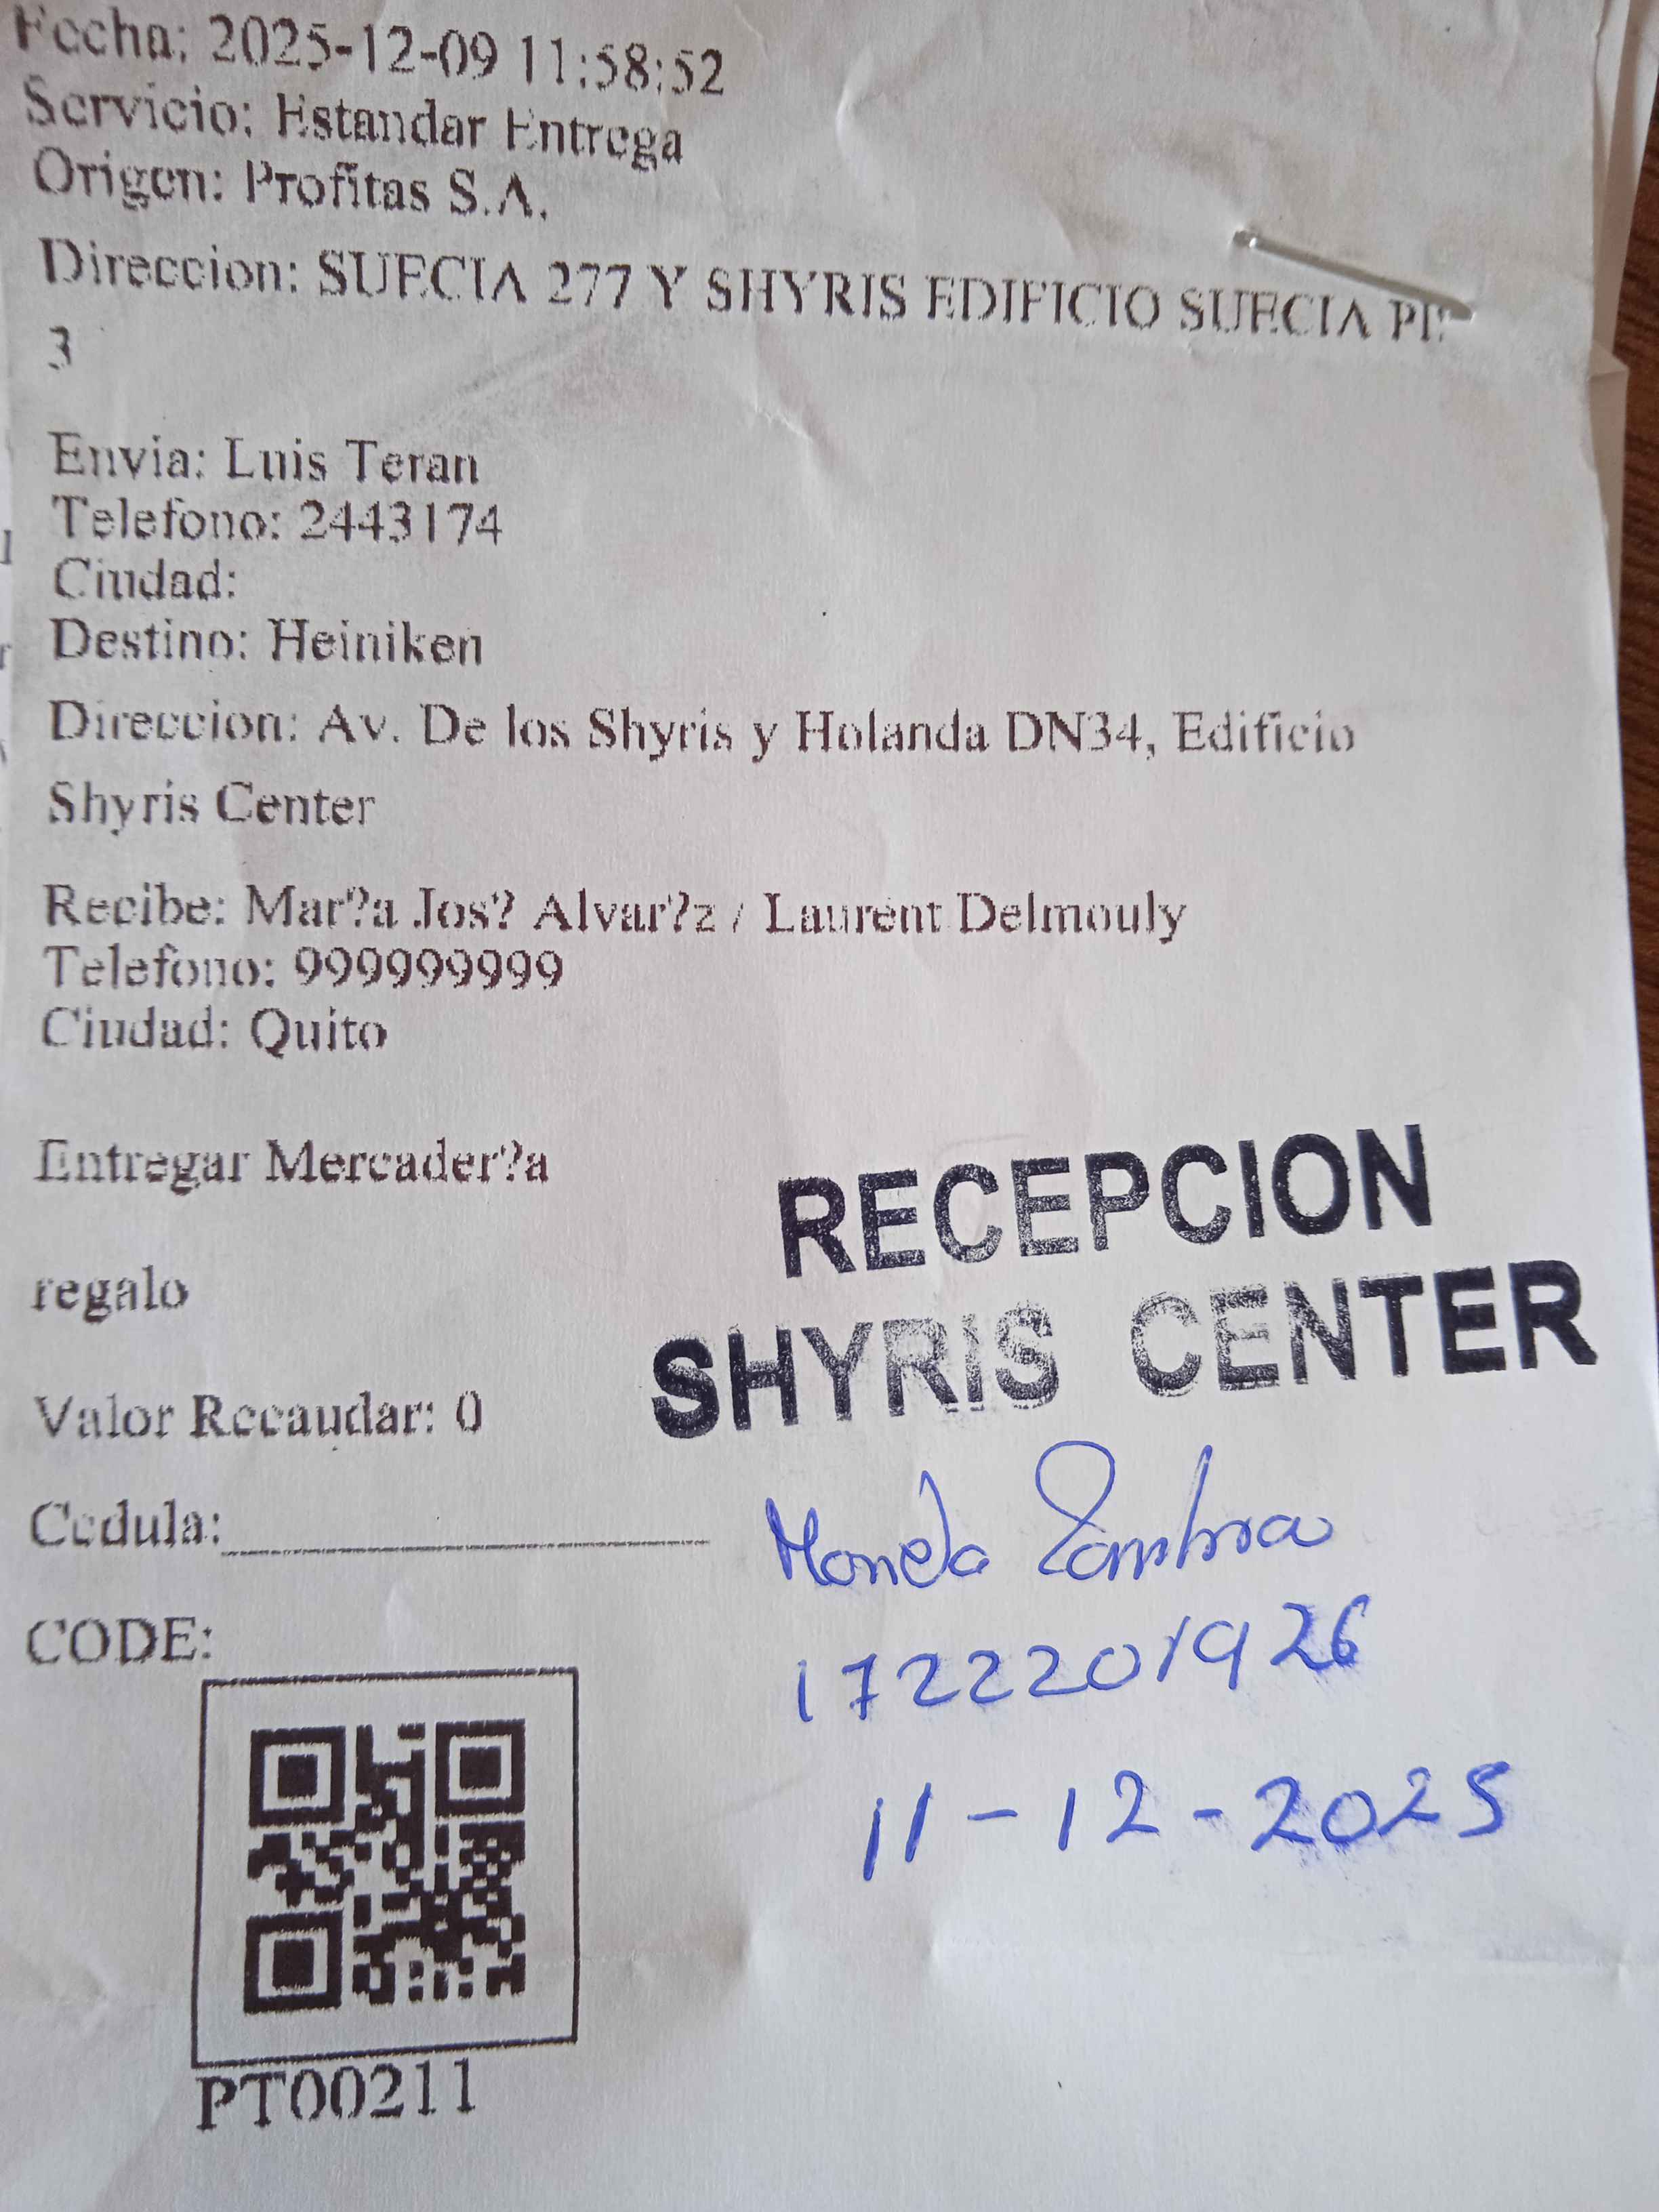 Fecha: 2025-12-09 11:58:52
Servicio: Estandar Entrega
Origen: Profitas S.A.
Direccion: SUECIA 277 Y SHYRIS EDIFICIO SUECIA
3
Envia: Luis Teran
Telefono: 2443174
Ciudad:
Destino: Heiniken
Direccion: Av. De los Shyris y Holanda DN34, Edificio
Shyris Center
Recibe: Mar?a Jos? Alvar?z / Laurent Delmouly
Telefono: 999999999
Ciudad: Quito
Entregar Mercader?a
regalo
Valor Recaudar: 0
RECEPCION
SHYRIS CENTER
Cedula:
1722201926
11-12-2025
CODE:
PT00211